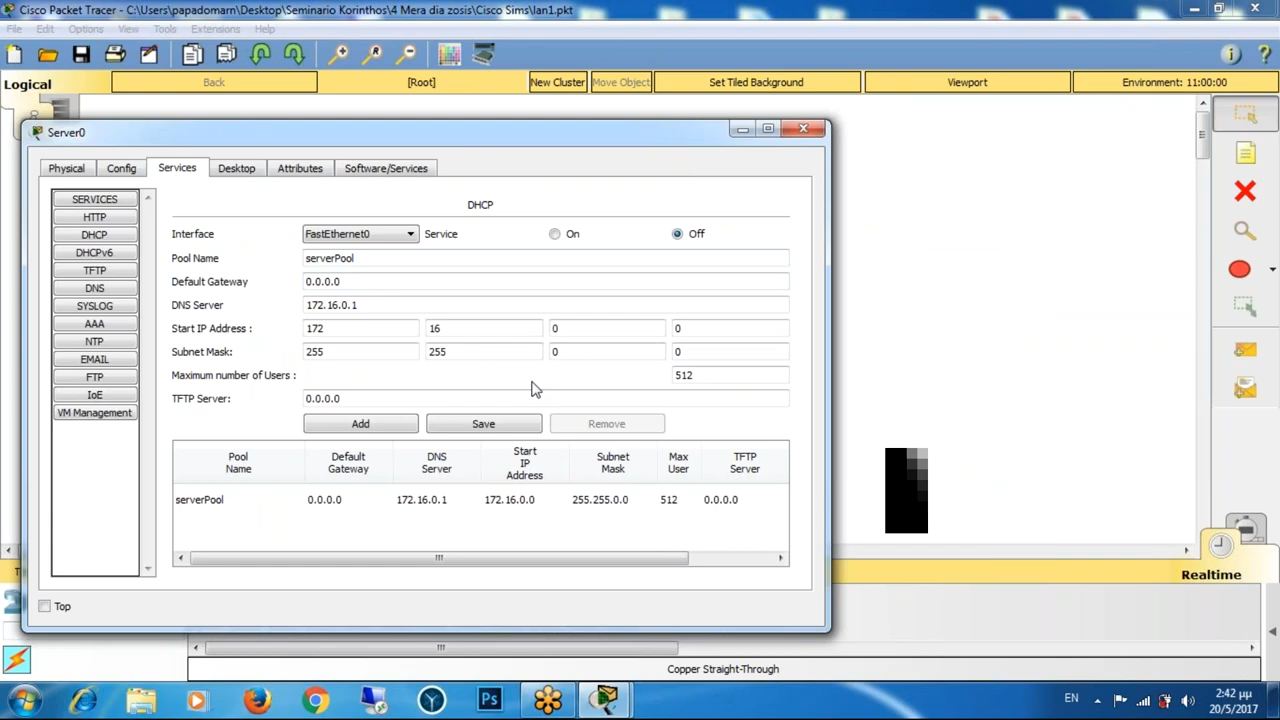 Cisco Packet Tracer - C:\Users\papadomarn\Desktop\Seminario Korinthos\4 Mera dia zosis\Cisco Sims\lan1.pkt
File Edit Options View Tools Extensions Help
Logical Back [Root] New Cluster Move Object Set Tiled Background Viewport Environment: 11:00:00
Server0
Physical Config Services Desktop Attributes Software/Services
SERVICES
HTTP
DHCP
DHCPv6
TFTP
DNS
SYSLOG
AAA
NTP
EMAIL
FTP
IoE
VM Management
DHCP
Interface FastEthernet0 Service On Off
Pool Name serverPool
Default Gateway 0.0.0.0
DNS Server 172.16.0.1
Start IP Address : 172 16 0 0
Subnet Mask: 255 255 0 0
Maximum number of Users : 512
TFTP Server: 0.0.0.0
Add Save Remove
Pool Name Default Gateway DNS Server Start IP Address Subnet Mask Max User TFTP Server
serverPool 0.0.0.0 172.16.0.1 172.16.0.0 255.255.0.0 512 0.0.0.0
Top
Realtime
Copper Straight-Through
EN 2:42 μμ
20/5/2017